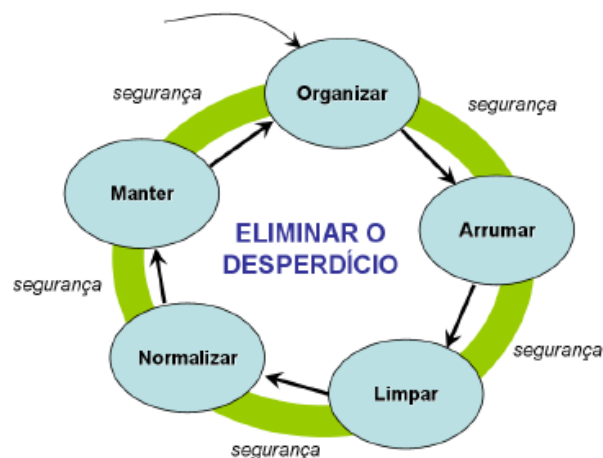 Organizar
segurança
segurança
Manter
Arrumar
ELIMINAR O
DESPERDÍCIO
segurança
Normalizar
segurança
Limpar
segurança